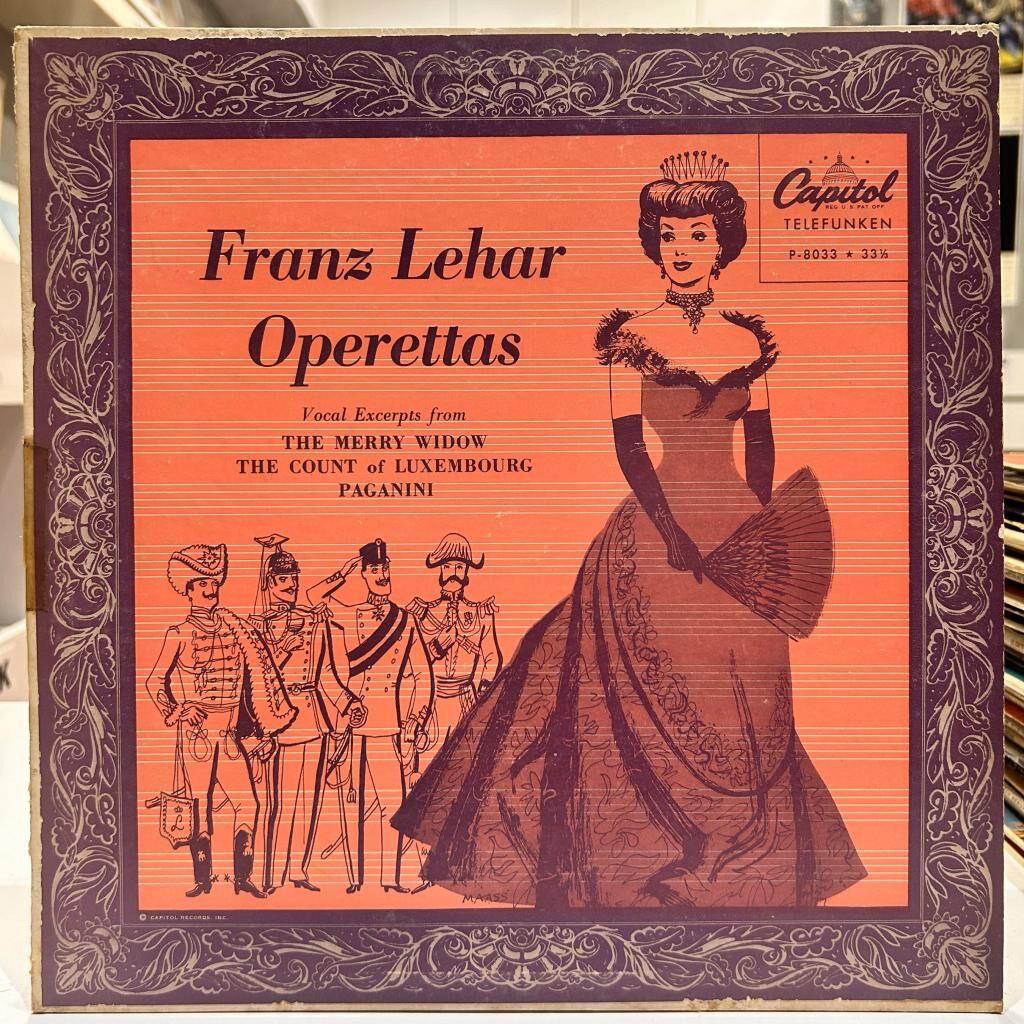 Franz Lehar
Operettas
Vocal Excerpts from
THE MERRY WIDOW
THE COUNT of LUXEMBOURG
PAGANINI
Capitol
REG. U.S. PAT. OFF.
TELEFUNKEN
P-8033 ★ 33⅓
L
MAASS
© CAPITOL RECORDS, INC.
K